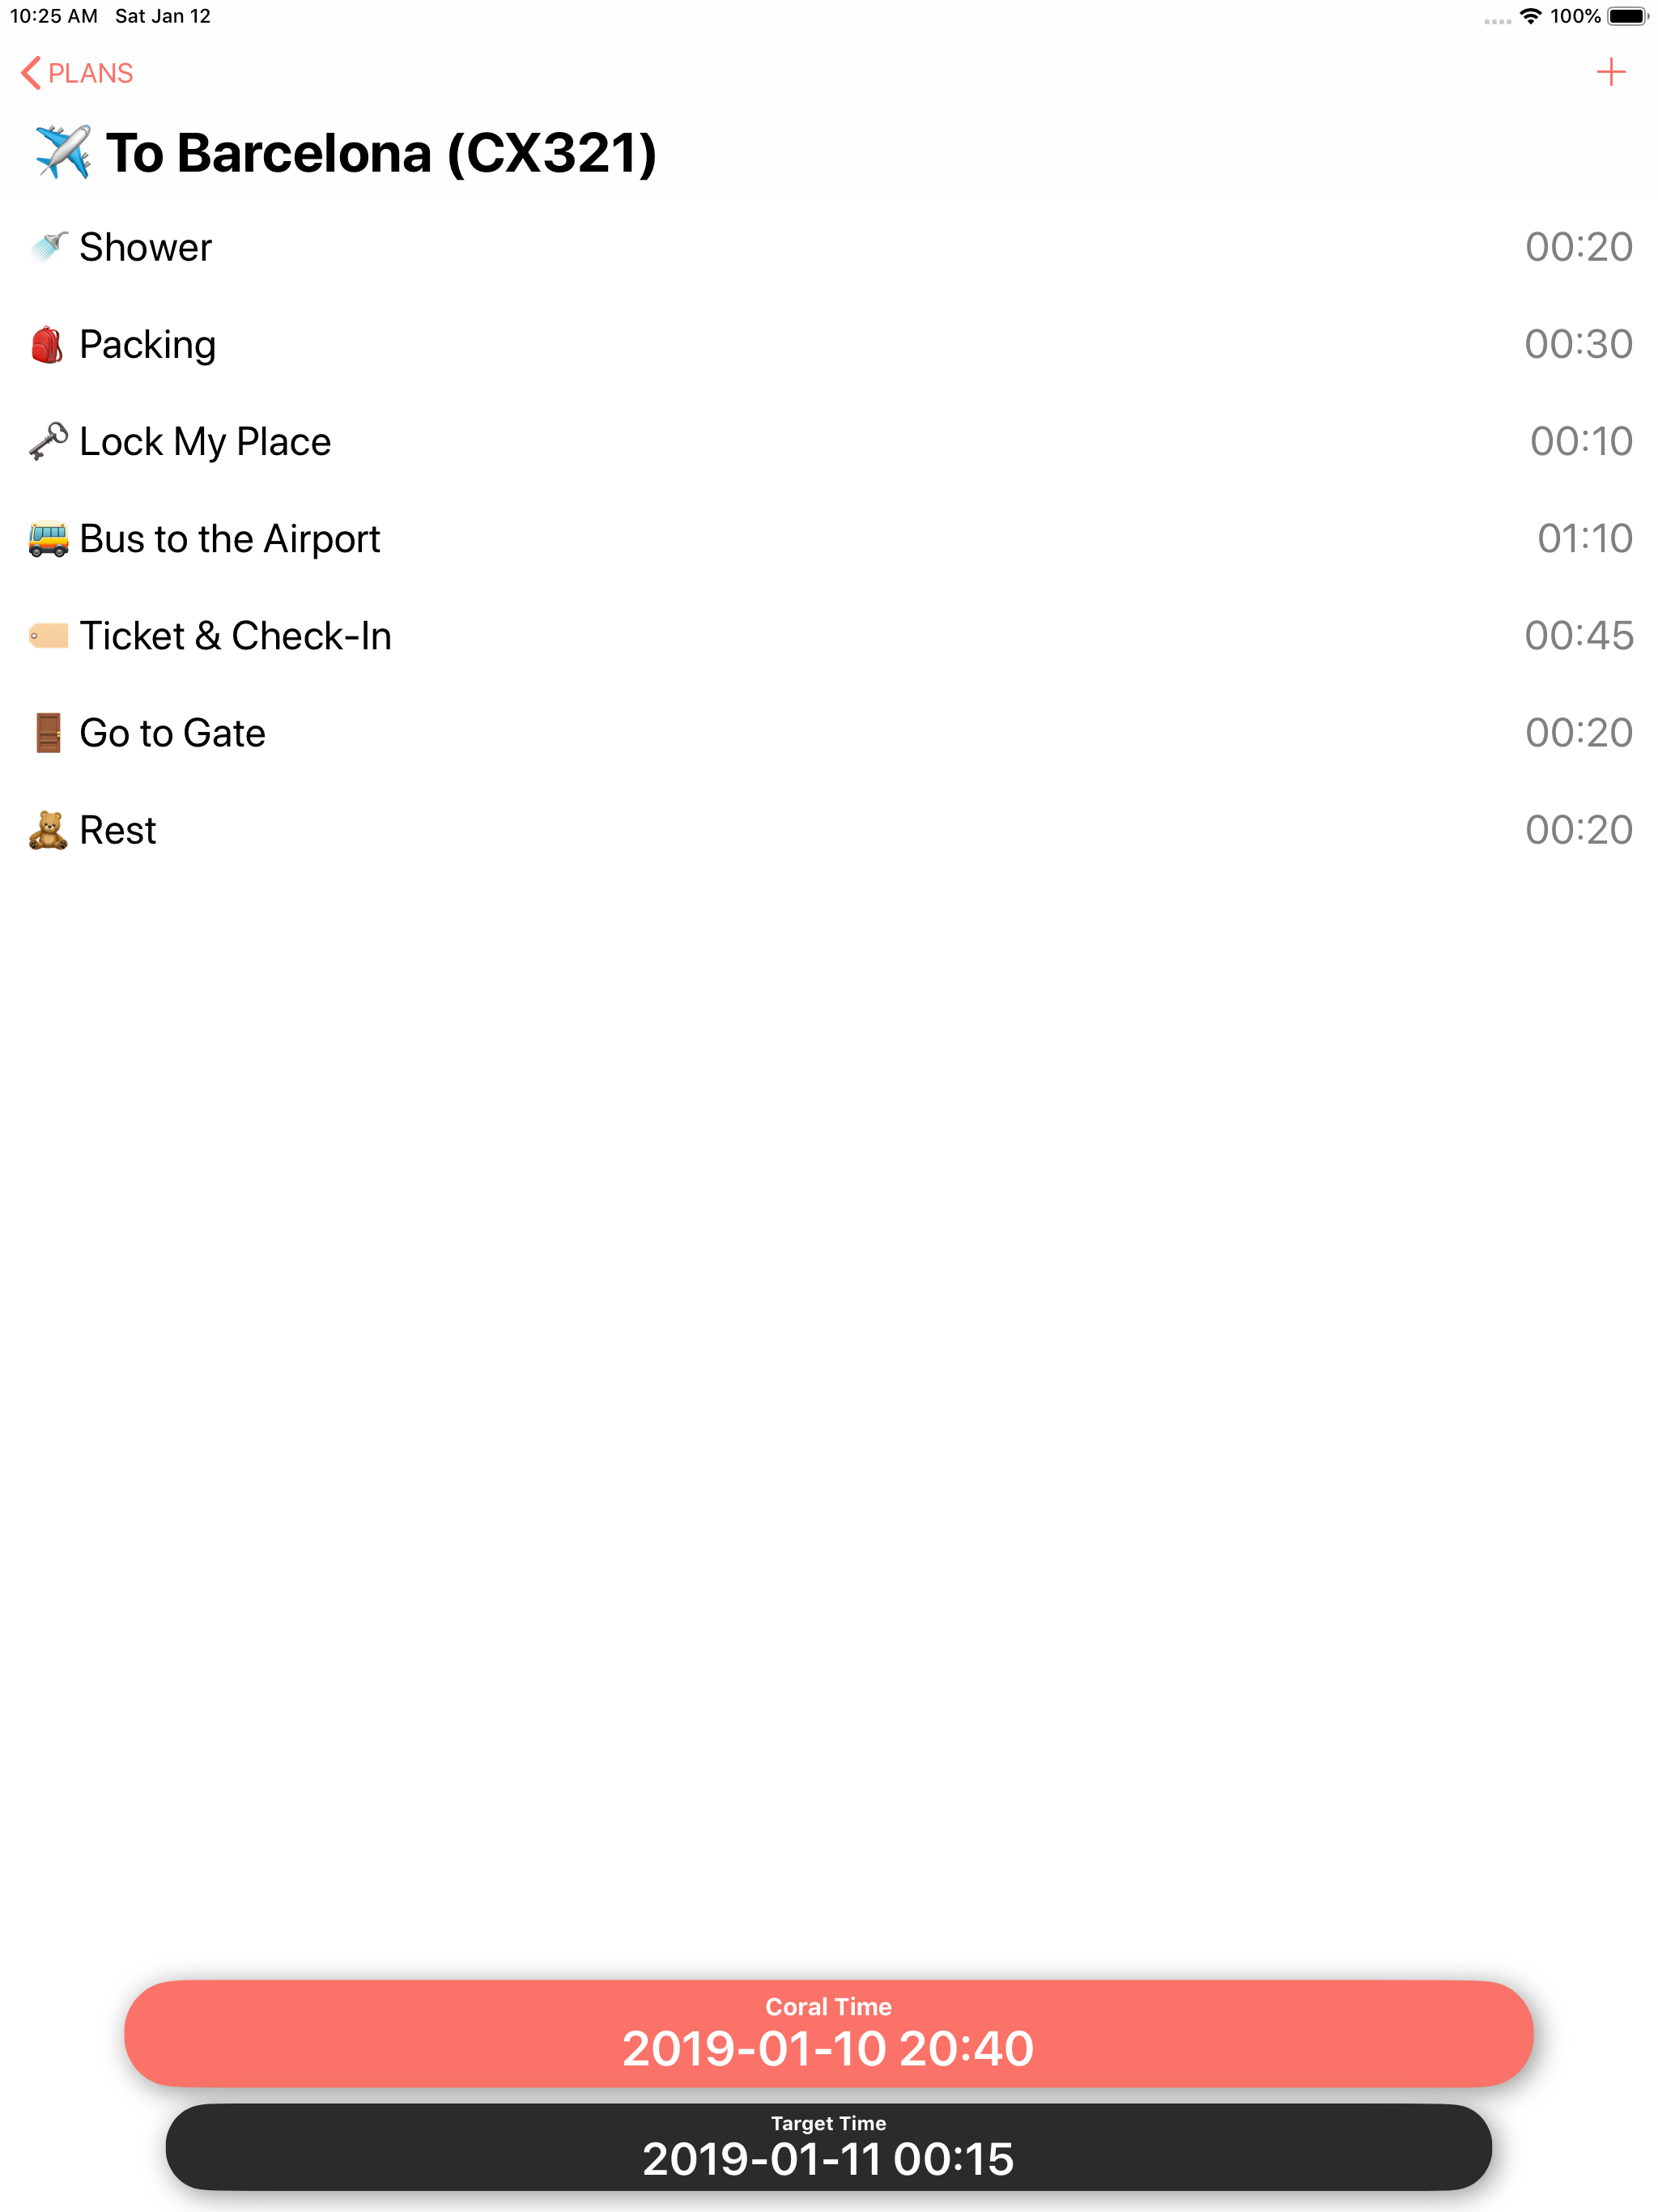 10:25 AM Sat Jan 12 100%
PLANS
✈️ To Barcelona (CX321)
🚿 Shower 00:20
🎒 Packing 00:30
🗝 Lock My Place 00:10
🚌 Bus to the Airport 01:10
🏷 Ticket & Check-In 00:45
🚪 Go to Gate 00:20
🧸 Rest 00:20
Coral Time
2019-01-10 20:40
Target Time
2019-01-11 00:15